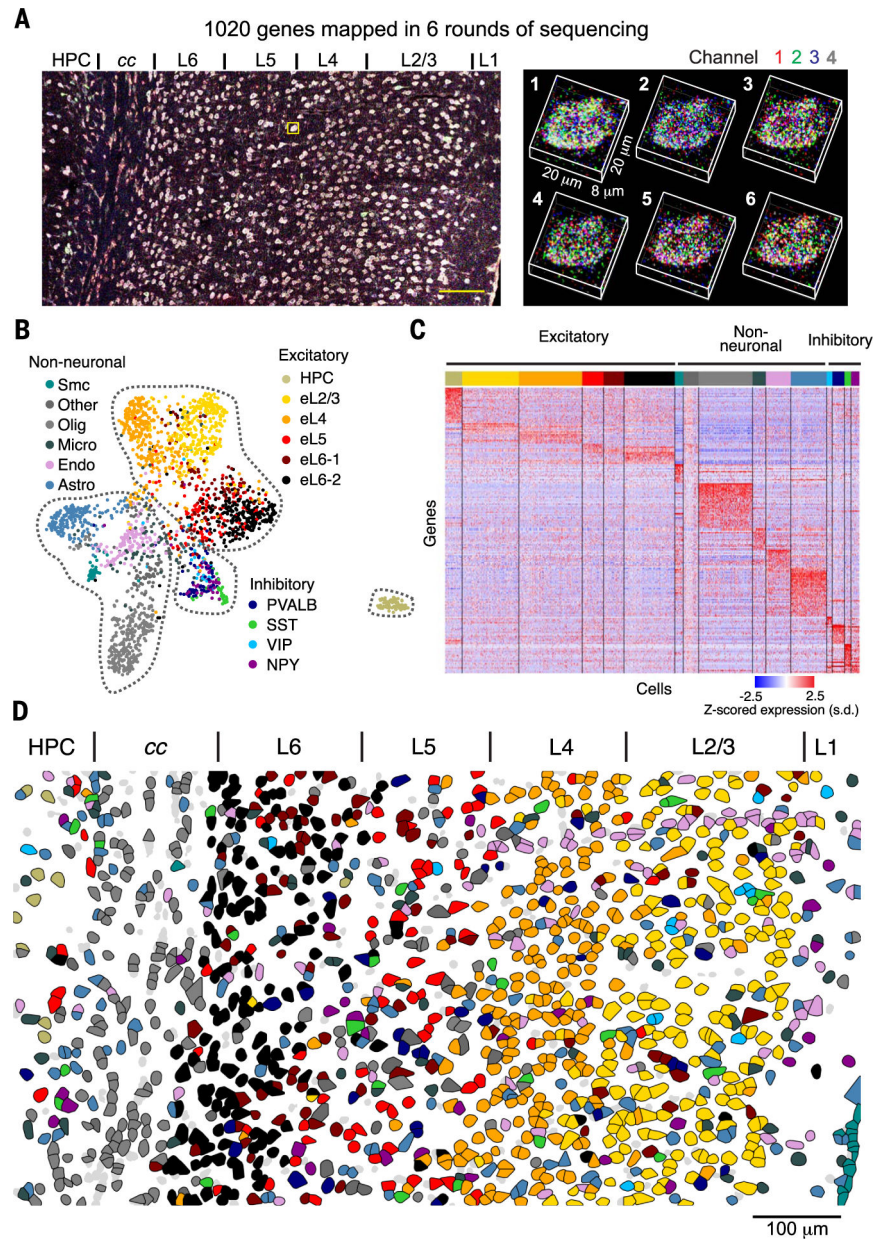 A
1020 genes mapped in 6 rounds of sequencing
HPC cc L6 L5 L4 L2/3 L1
Channel 1 2 3 4
1 2 3
20 μm 8 μm 20 μm
4 5 6
B
Non-neuronal
Smc
Other
Olig
Micro
Endo
Astro
Excitatory
HPC
eL2/3
eL4
eL5
eL6-1
eL6-2
Inhibitory
PVALB
SST
VIP
NPY
C
Excitatory
Non-
neuronal
Inhibitory
Genes
Cells
-2.5 2.5
Z-scored expression (s.d.)
D
HPC cc L6 L5 L4 L2/3 L1
100 μm